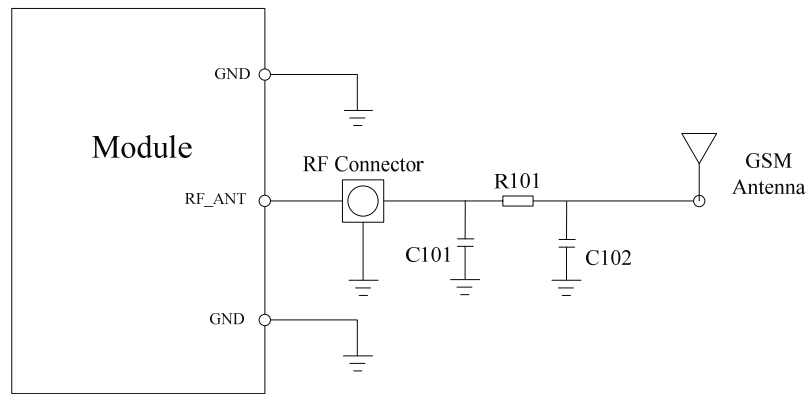 GND
Module
RF Connector
RF_ANT
R101
GSM
Antenna
C101
C102
GND